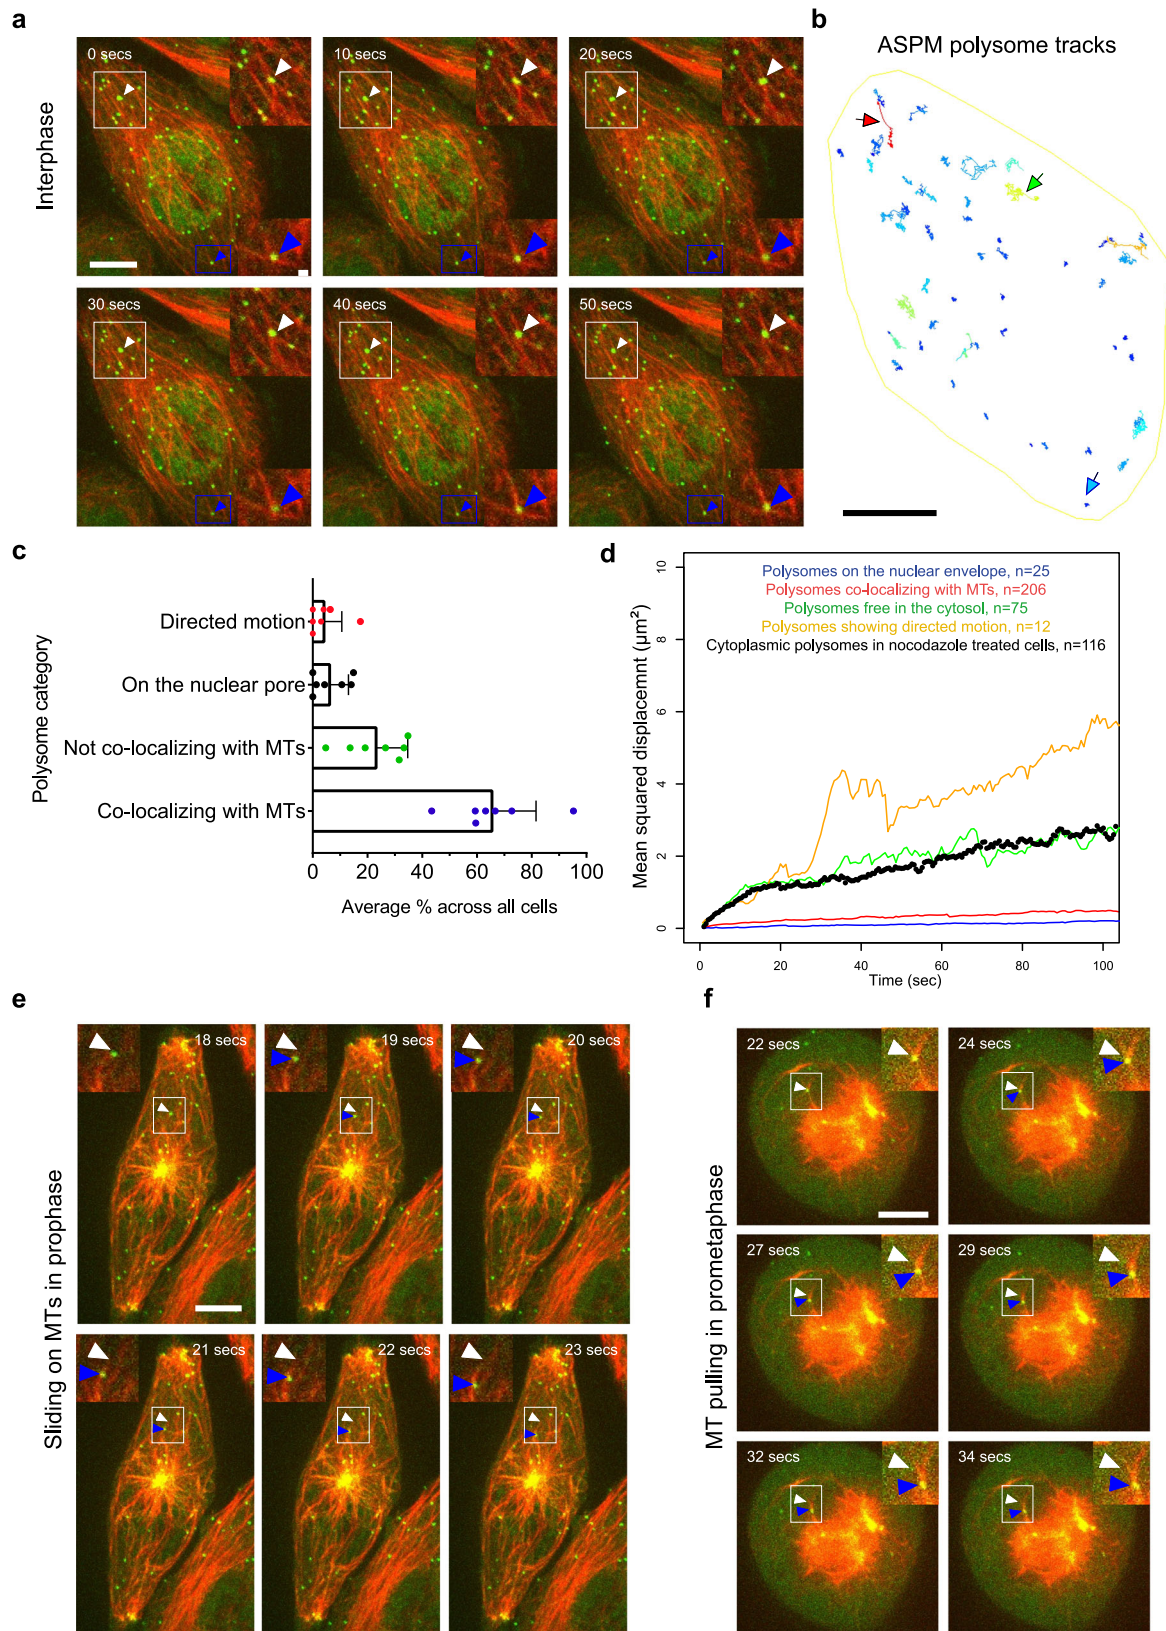 a
0 secs
10 secs
20 secs
Interphase
30 secs
40 secs
50 secs
b
ASPM polysome tracks
c
Polysome category
Directed motion
On the nuclear pore
Not co-localizing with MTs
Co-localizing with MTs
0
20
40
60
80
100
Average % across all cells
d
Mean squared displacemnt (µm²)
10
8
6
4
2
0
Polysomes on the nuclear envelope, n=25
Polysomes co-localizing with MTs, n=206
Polysomes free in the cytosol, n=75
Polysomes showing directed motion, n=12
Cytoplasmic polysomes in nocodazole treated cells, n=116
0
20
40
60
80
100
Time (sec)
e
Sliding on MTs in prophase
18 secs
19 secs
20 secs
21 secs
22 secs
23 secs
f
MT pulling in prometaphase
22 secs
24 secs
27 secs
29 secs
32 secs
34 secs